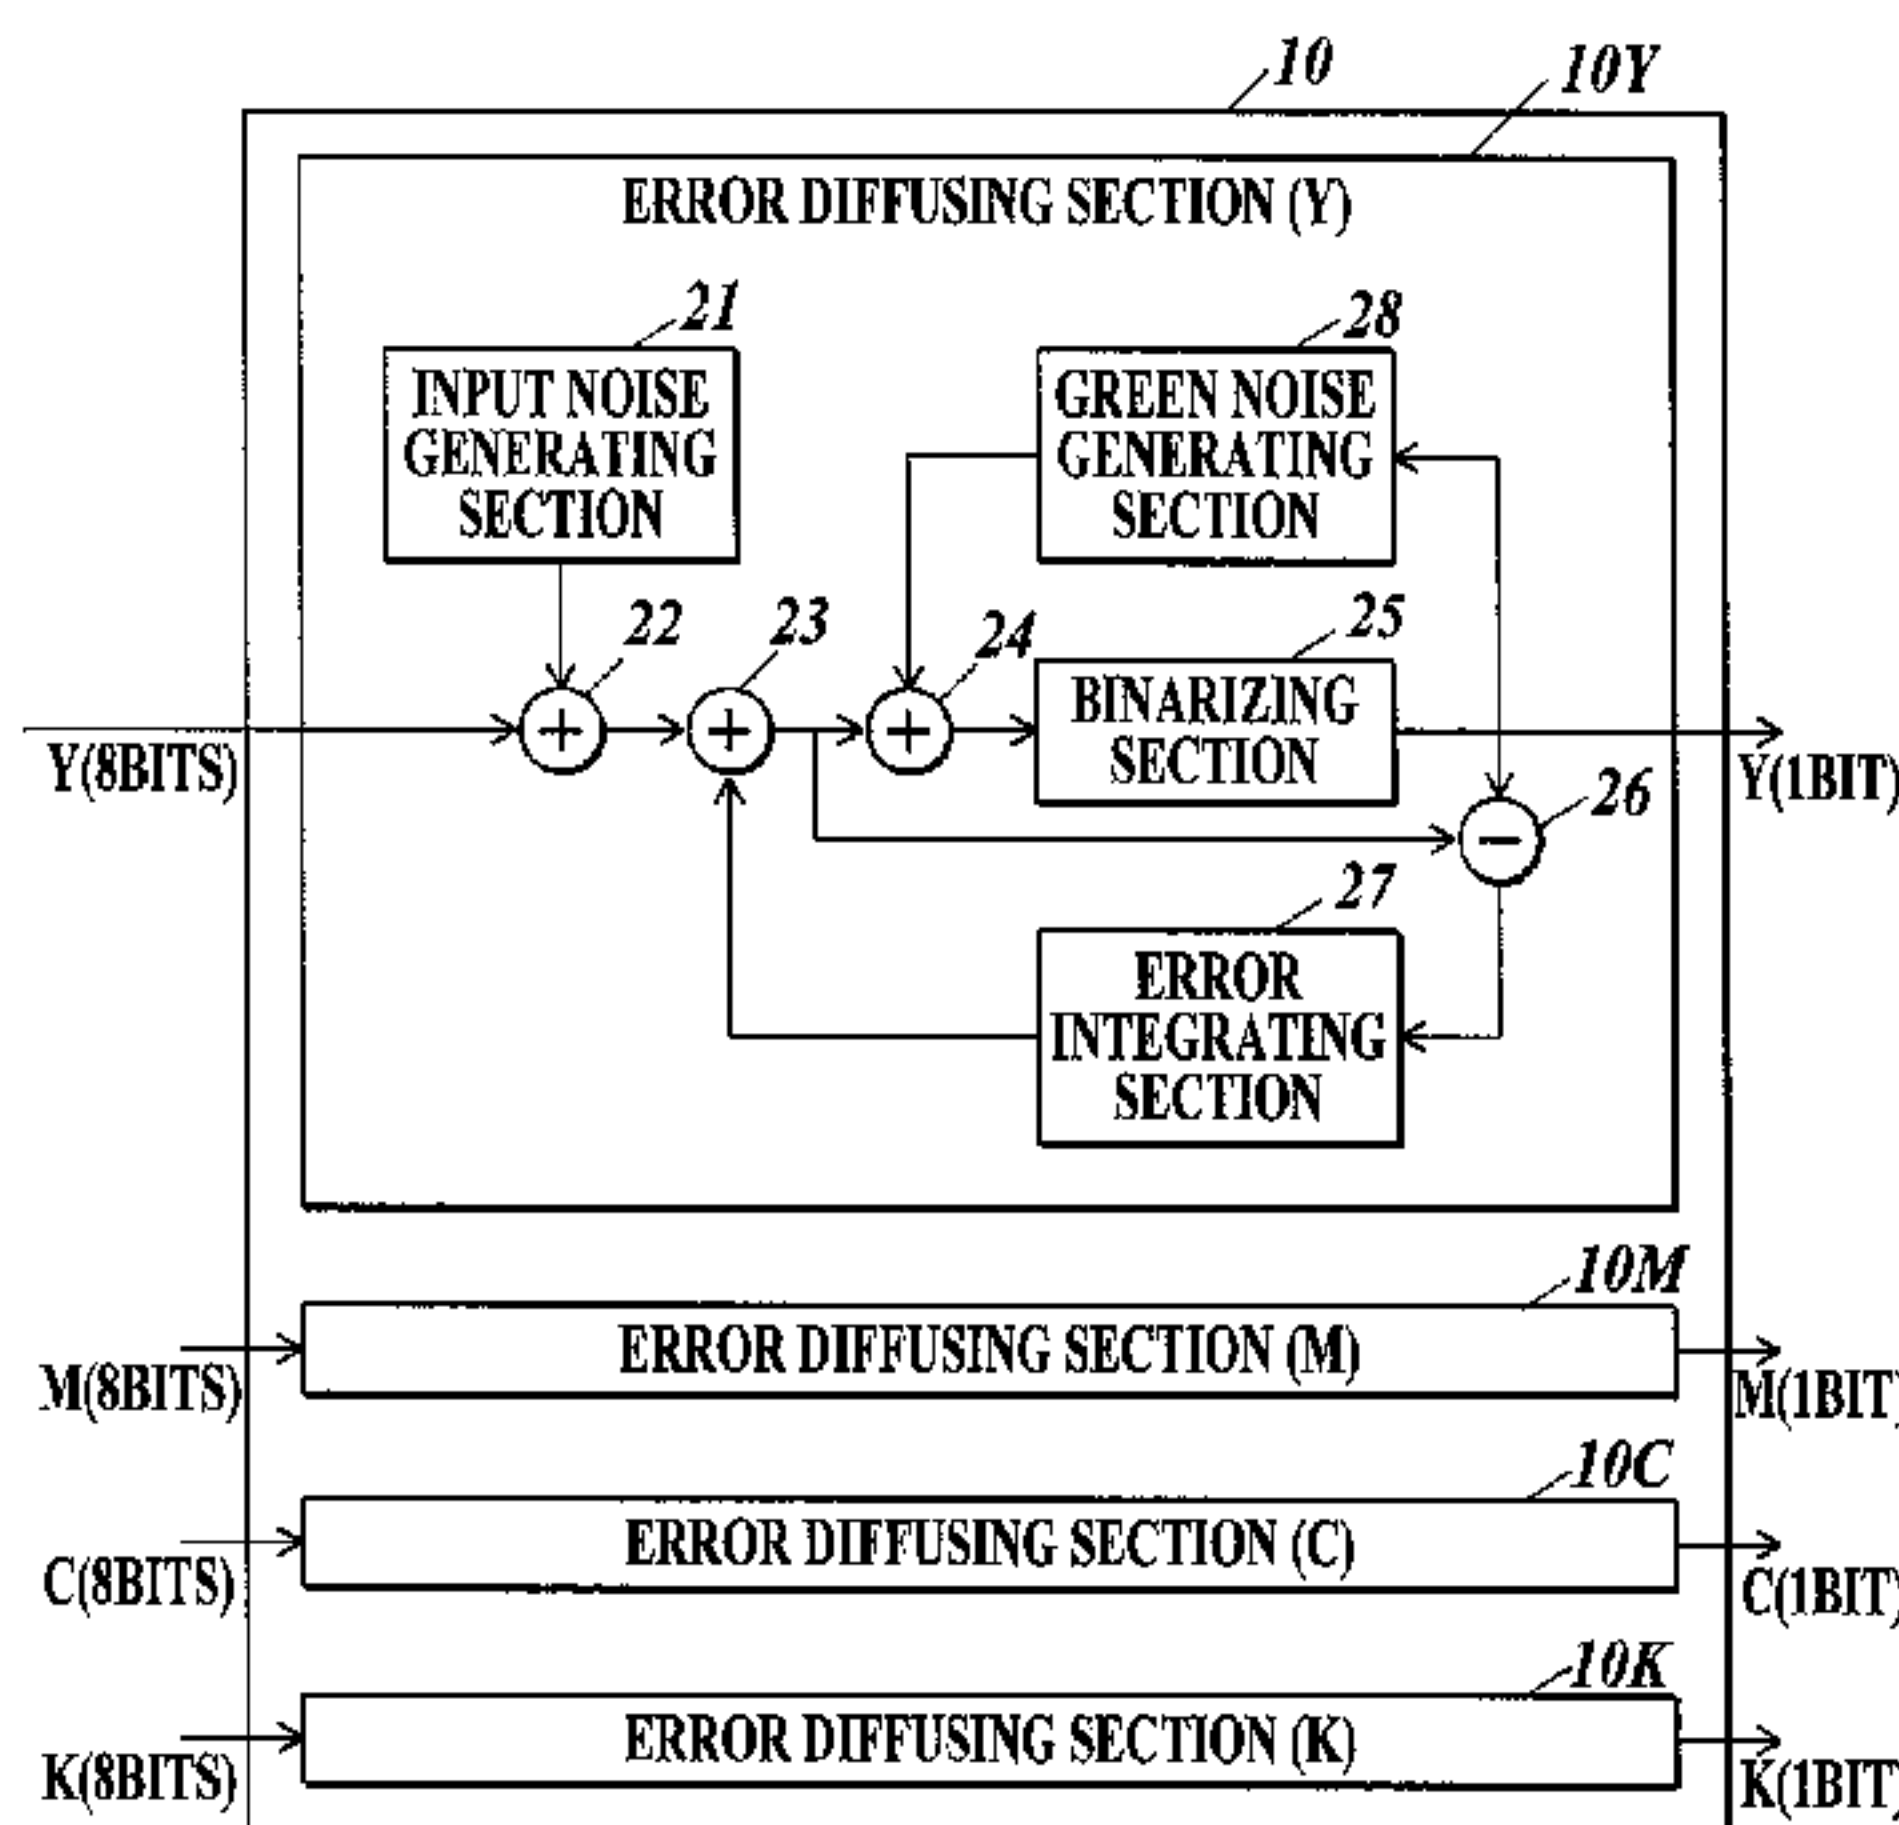 10
10Y
ERROR DIFFUSING SECTION (Y)
21
28
INPUT NOISE
GENERATING
SECTION
GREEN NOISE
GENERATING
SECTION
22
23
24
25
BINARIZING
SECTION
Y(8BITS)
Y(1BIT)
26
27
ERROR
INTEGRATING
SECTION
10M
ERROR DIFFUSING SECTION (M)
M(8BITS)
M(1BIT)
10C
ERROR DIFFUSING SECTION (C)
C(8BITS)
C(1BIT)
10K
ERROR DIFFUSING SECTION (K)
K(8BITS)
K(1BIT)